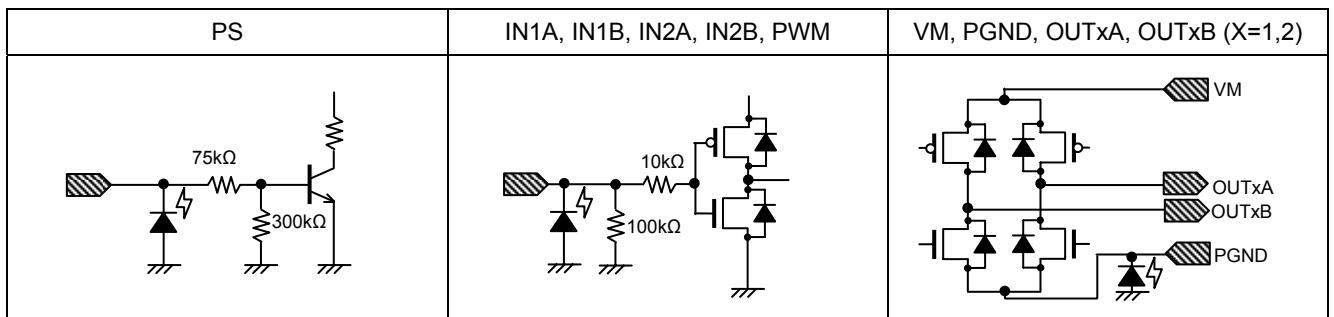 PS
IN1A, IN1B, IN2A, IN2B, PWM
VM, PGND, OUTxA, OUTxB (X=1,2)
75kΩ
300kΩ
10kΩ
100kΩ
VM
OUTxA
OUTxB
PGND